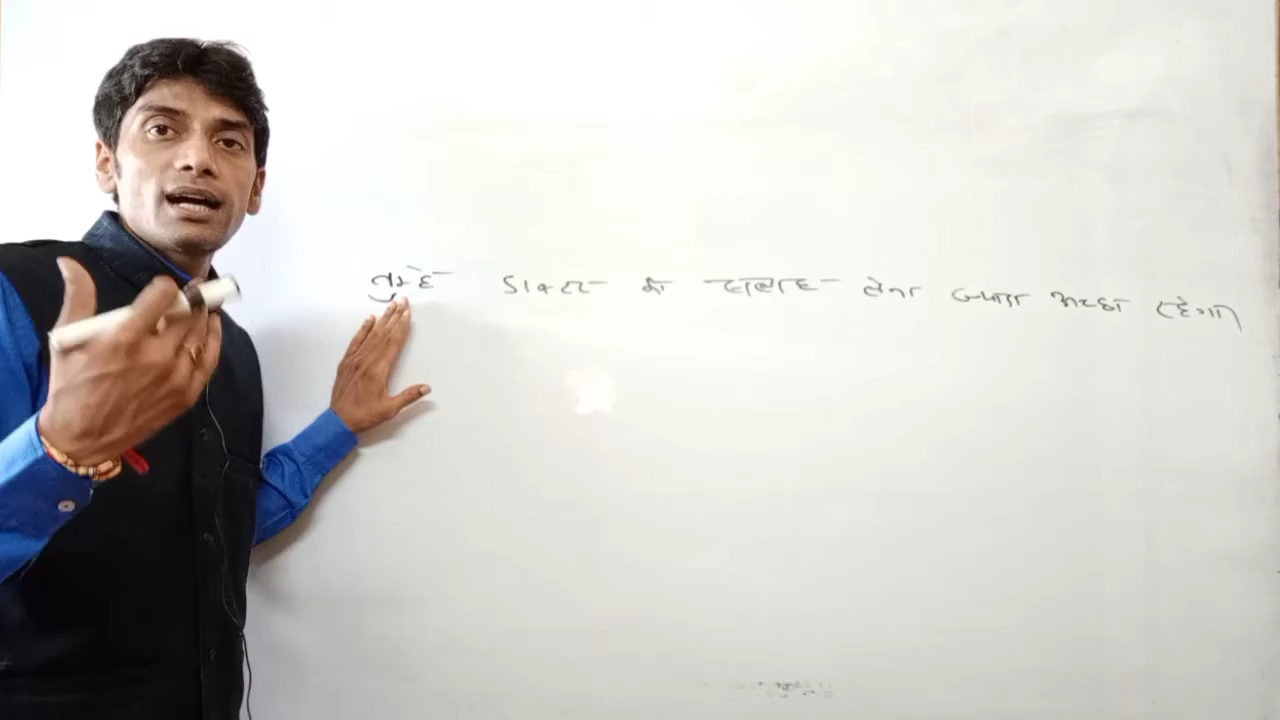 तुम्हे डाक्टर के सलाह लेना ज्यादा अच्छा रहेगा